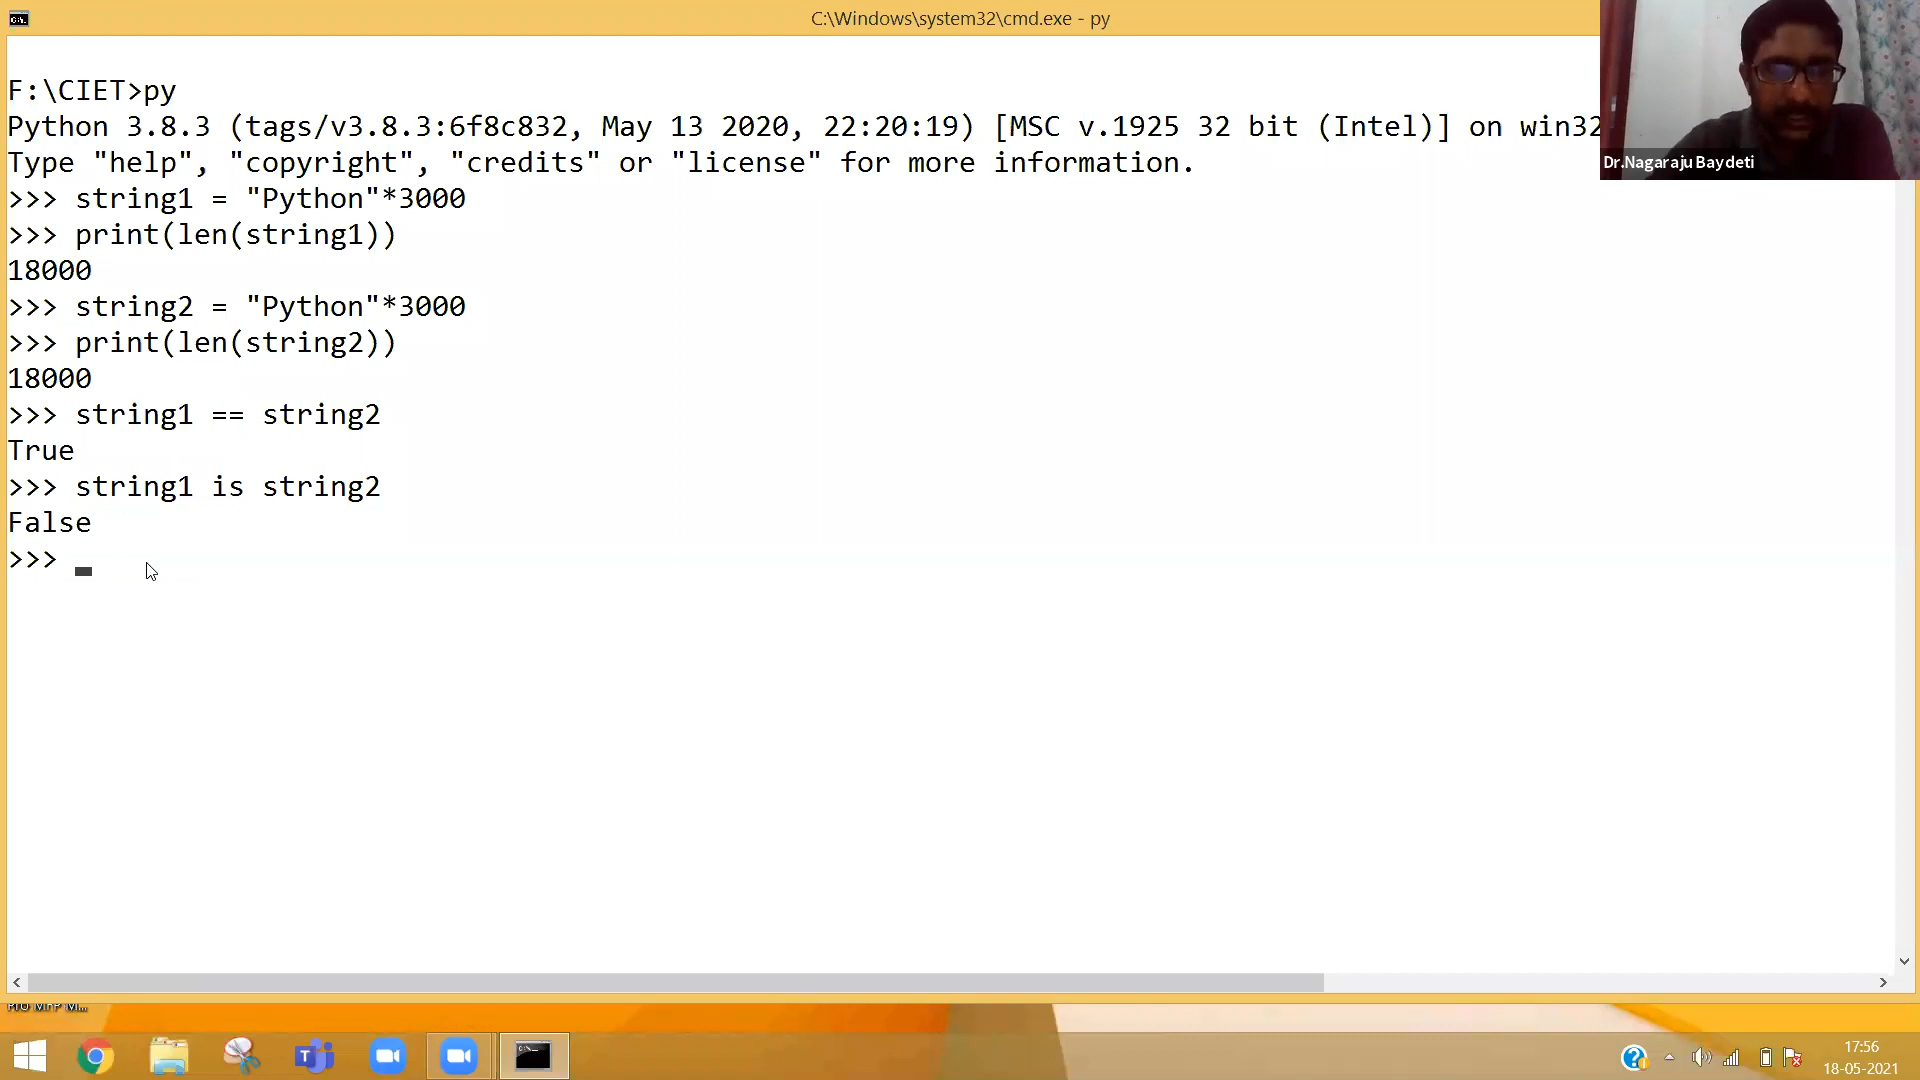 C:\Windows\system32\cmd.exe - py
F:\CIET>py
Python 3.8.3 (tags/v3.8.3:6f8c832, May 13 2020, 22:20:19) [MSC v.1925 32 bit (Intel)] on win32
Type "help", "copyright", "credits" or "license" for more information.
>>> string1 = "Python"*3000
>>> print(len(string1))
18000
>>> string2 = "Python"*3000
>>> print(len(string2))
18000
>>> string1 == string2
True
>>> string1 is string2
False
>>>
Dr.Nagaraju Baydeti
17:56
18-05-2021